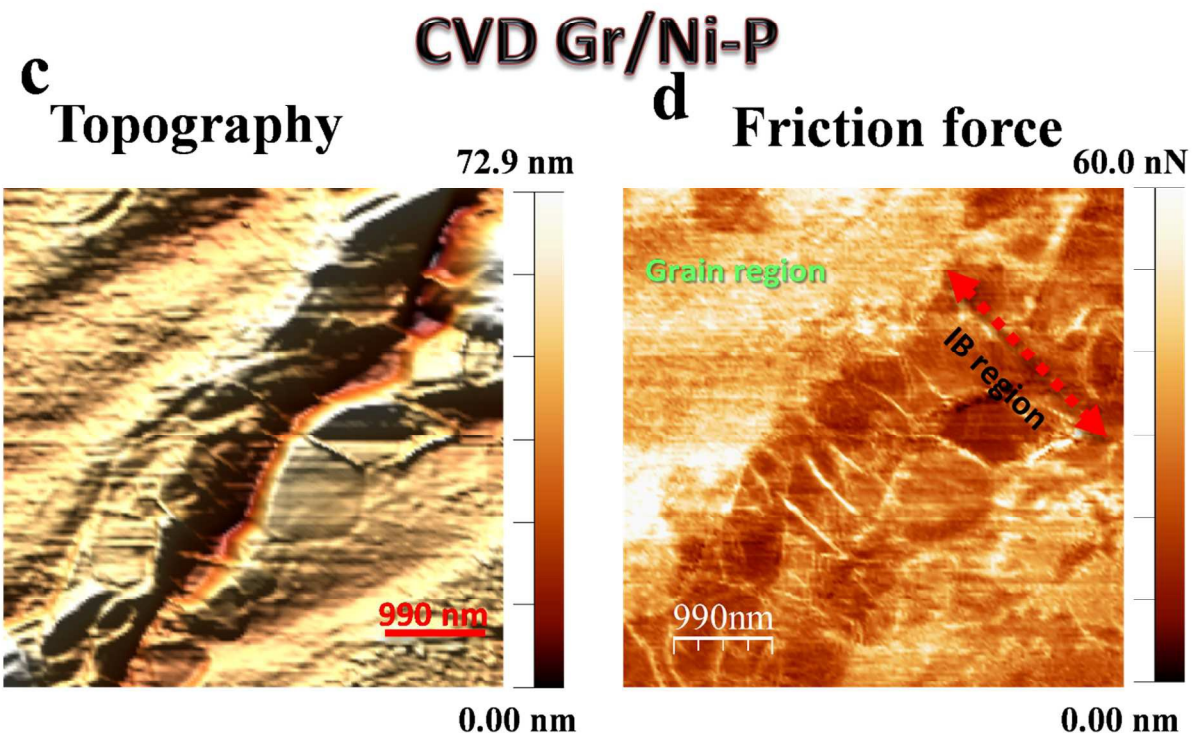 CVD Gr/Ni-P
c
Topography
72.9 nm
990 nm
0.00 nm
d
Friction force
60.0 nN
Grain region
IB region
990nm
0.00 nm